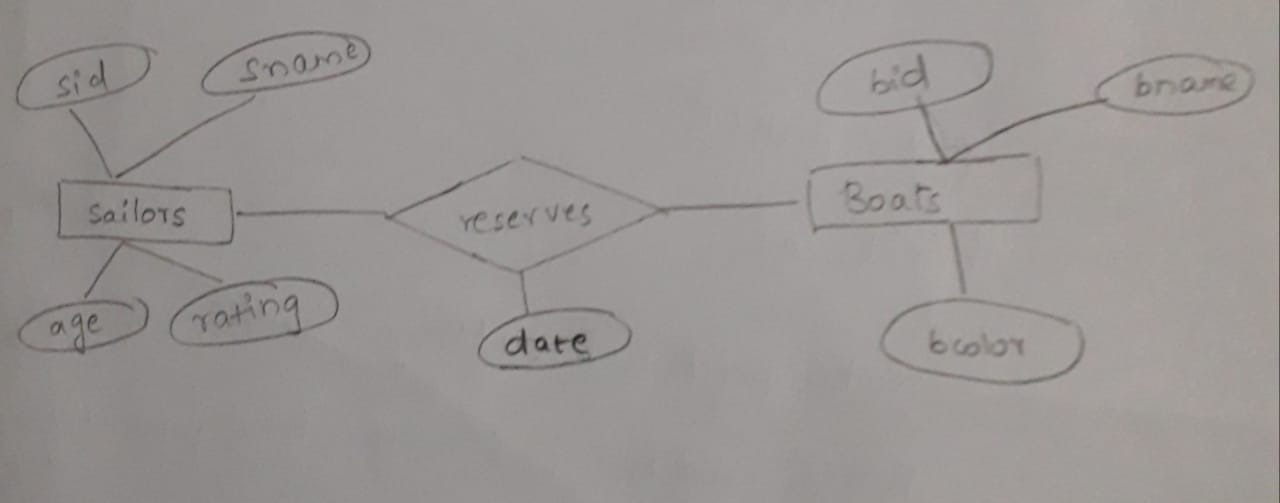 sid
sname
bid
bname
sailors
reserves
Boats
age
rating
date
bcolor